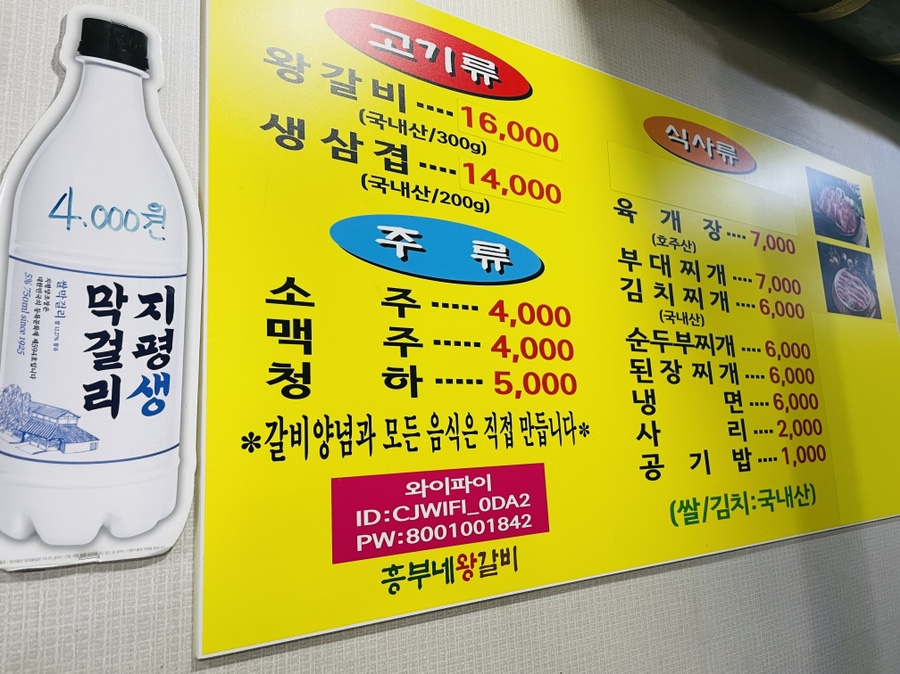 4.000원
지평생
막걸리
쌀막걸리
5% 750ml since 1925
고기류
왕갈비····16,000
(국내산/300g)
생삼겹····14,000
(국내산/200g)
주류
소주·····4,000
맥주·····4,000
청하·····5,000
*갈비양념과 모든 음식은 직접 만듭니다*
와이파이
ID:CJWIFI_0DA2
PW:8001001842
흥부네왕갈비
식사류
육개장····7,000
(호주산)
부대찌개····7,000
김치찌개····6,000
(국내산)
순두부찌개····6,000
된장찌개····6,000
냉면····6,000
사리····2,000
공기밥····1,000
(쌀/김치:국내산)